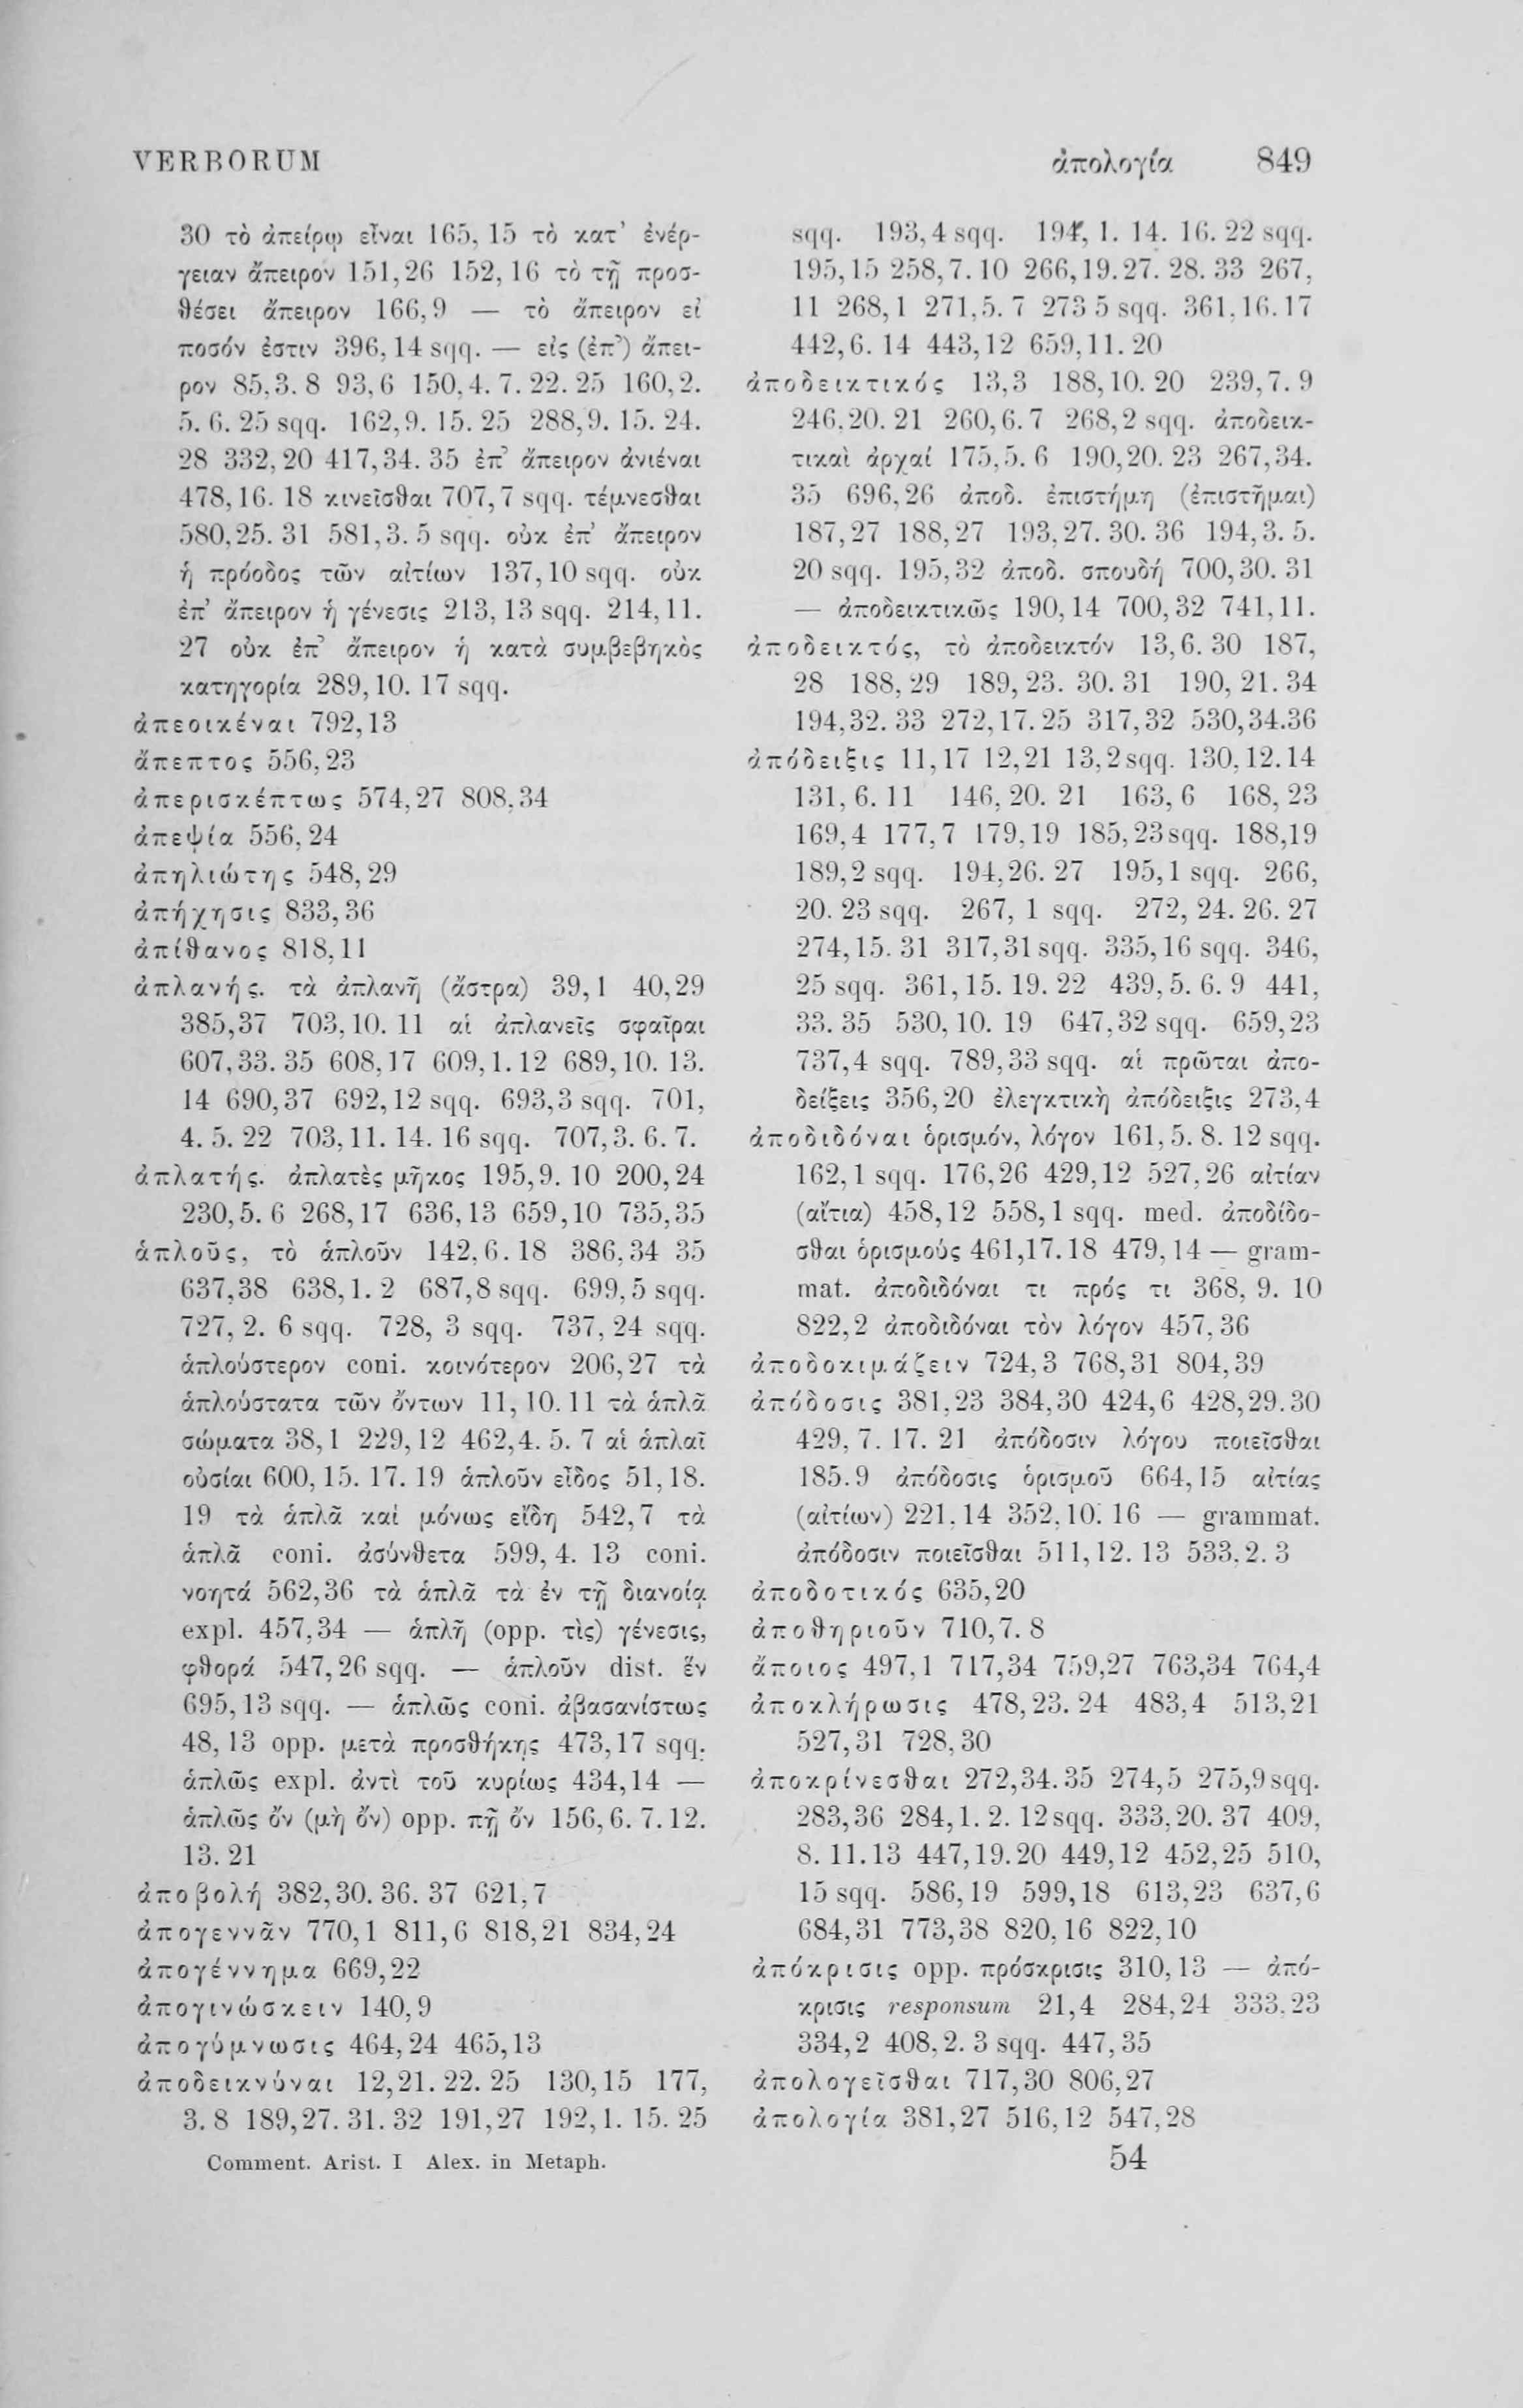 VERBORUM
ἀπολογία 849
30 τὸ ἀπείρῳ εἶναι 165, 15 τὸ κατ' ἐνέρ-
γειαν ἄπειρον 151,26 152,16 τὸ τῇ προσ-
θέσει ἄπειρον 166,9 — τὸ ἄπειρον εἰ
ποσόν ἐστιν 396,14 sqq. — εἰς (ἐπ') ἄπει-
ρον 85,3. 8 93,6 150,4. 7. 22. 25 160,2.
5. 6. 25 sqq. 162,9. 15. 25 288,9. 15. 24.
28 332,20 417,34. 35 ἐπ' ἄπειρον ἀνιέναι
478,16. 18 κινεῖσθαι 707,7 sqq. τέμνεσθαι
580,25. 31 581,3. 5 sqq. οὐκ ἐπ' ἄπειρον
ἡ πρόοδος τῶν αἰτίων 137,10 sqq. οὐκ
ἐπ' ἄπειρον ἡ γένεσις 213,13 sqq. 214,11.
27 οὐκ ἐπ' ἄπειρον ἡ κατὰ συμβεβηκὸς
κατηγορία 289,10. 17 sqq.
ἀπεοικέναι 792,13
ἄπεπτος 556,23
ἀπερισκέπτως 574,27 808,34
ἀπεψία 556,24
ἀπηλιώτης 548,29
ἀπήχησις 833,36
ἀπίθανος 818,11
ἀπλανής. τὰ ἀπλανῆ (ἄστρα) 39,1 40,29
385,37 703,10. 11 αἱ ἀπλανεῖς σφαῖραι
607,33. 35 608,17 609,1. 12 689,10. 13.
14 690,37 692,12 sqq. 693,3 sqq. 701,
4. 5. 22 703,11. 14. 16 sqq. 707,3. 6. 7.
ἀπλατής. ἀπλατὲς μῆκος 195,9. 10 200,24
230,5. 6 268,17 636,13 659,10 735,35
ἁπλοῦς, τὸ ἁπλοῦν 142,6. 18 386,34 35
637,38 638,1. 2 687,8 sqq. 699,5 sqq.
727, 2. 6 sqq. 728, 3 sqq. 737, 24 sqq.
ἁπλούστερον coni. κοινότερον 206,27 τὰ
ἁπλούστατα τῶν ὄντων 11, 10. 11 τὰ ἁπλᾶ
σώματα 38,1 229,12 462,4. 5. 7 αἱ ἁπλαῖ
οὐσίαι 600,15. 17. 19 ἁπλοῦν εἶδος 51,18.
19 τὰ ἁπλᾶ καὶ μόνως εἴδη 542,7 τὰ
ἁπλᾶ coni. ἀσύνθετα 599, 4. 13 coni.
νοητά 562,36 τὰ ἁπλᾶ τὰ ἐν τῇ διανοίᾳ
expl. 457,34 — ἁπλῆ (opp. τὶς) γένεσις,
φθορά 547,26 sqq. — ἁπλοῦν dist. ἕν
695,13 sqq. — ἁπλῶς coni. ἀβασανίστως
48, 13 opp. μετὰ προσθήκης 473,17 sqq.
ἁπλῶς expl. ἀντὶ τοῦ κυρίως 434,14 —
ἁπλῶς ὄν (μὴ ὄν) opp. πῇ ὄν 156,6. 7. 12.
13. 21
ἀποβολή 382,30. 36. 37 621,7
ἀπογεννᾶν 770,1 811,6 818,21 834,24
ἀπογέννημα 669,22
ἀπογινώσκειν 140,9
ἀπογύμνωσις 464,24 465,13
ἀποδεικνύναι 12,21. 22. 25 130,15 177,
3. 8 189,27. 31. 32 191,27 192,1. 15. 25
sqq. 193,4 sqq. 194, 1. 14. 16. 22 sqq.
195,15 258,7. 10 266,19. 27. 28. 33 267,
11 268,1 271,5. 7 273 5 sqq. 361,16. 17
442,6. 14 443,12 659,11. 20
ἀποδεικτικός 13,3 188,10. 20 239,7. 9
246,20. 21 260,6. 7 268,2 sqq. ἀποδεικ-
τικαὶ ἀρχαί 175,5. 6 190,20. 23 267,34.
35 696,26 ἀποδ. ἐπιστήμη (ἐπιστῆμαι)
187,27 188,27 193,27. 30. 36 194,3. 5.
20 sqq. 195,32 ἀποδ. σπουδή 700,30. 31
— ἀποδεικτικῶς 190,14 700,32 741,11.
ἀποδεικτός, τὸ ἀποδεικτόν 13,6. 30 187,
28 188,29 189,23. 30. 31 190, 21. 34
194,32. 33 272,17. 25 317,32 530,34.36
ἀπόδειξις 11,17 12,21 13,2 sqq. 130,12. 14
131, 6. 11 146, 20. 21 163, 6 168, 23
169,4 177,7 179,19 185,23 sqq. 188,19
189,2 sqq. 194,26. 27 195,1 sqq. 266,
20. 23 sqq. 267, 1 sqq. 272, 24. 26. 27
274,15. 31 317,31 sqq. 335,16 sqq. 346,
25 sqq. 361,15. 19. 22 439,5. 6. 9 441,
33. 35 530,10. 19 647,32 sqq. 659,23
737,4 sqq. 789,33 sqq. αἱ πρῶται ἀπο-
δείξεις 356,20 ἐλεγκτικὴ ἀπόδειξις 273,4
ἀποδιδόναι ὁρισμόν, λόγον 161,5. 8. 12 sqq.
162,1 sqq. 176,26 429,12 527,26 αἰτίαν
(αἴτια) 458,12 558,1 sqq. med. ἀποδίδο-
σθαι ὁρισμούς 461,17.18 479,14 — gram-
mat. ἀποδιδόναι τι πρός τι 368, 9. 10
822,2 ἀποδιδόναι τὸν λόγον 457,36
ἀποδοκιμάζειν 724,3 768,31 804,39
ἀπόδοσις 381,23 384,30 424,6 428,29.30
429, 7. 17. 21 ἀπόδοσιν λόγου ποιεῖσθαι
185.9 ἀπόδοσις ὁρισμοῦ 664,15 αἰτίας
(αἰτίων) 221,14 352,10. 16 — grammat.
ἀπόδοσιν ποιεῖσθαι 511,12. 13 533,2. 3
ἀποδοτικός 635,20
ἀποθηριοῦν 710,7. 8
ἄποιος 497,1 717,34 759,27 763,34 764,4
ἀποκλήρωσις 478,23. 24 483,4 513,21
527,31 728,30
ἀποκρίνεσθαι 272,34. 35 274,5 275,9 sqq.
283,36 284,1. 2. 12 sqq. 333,20. 37 409,
8. 11. 13 447,19. 20 449,12 452,25 510,
15 sqq. 586,19 599,18 613,23 637,6
684,31 773,38 820,16 822,10
ἀπόκρισις opp. πρόσκρισις 310,13 — ἀπό-
κρισις responsum 21,4 284,24 333,23
334,2 408,2. 3 sqq. 447,35
ἀπολογεῖσθαι 717,30 806,27
ἀπολογία 381,27 516,12 547,28
Comment. Arist. I Alex. in Metaph.
54